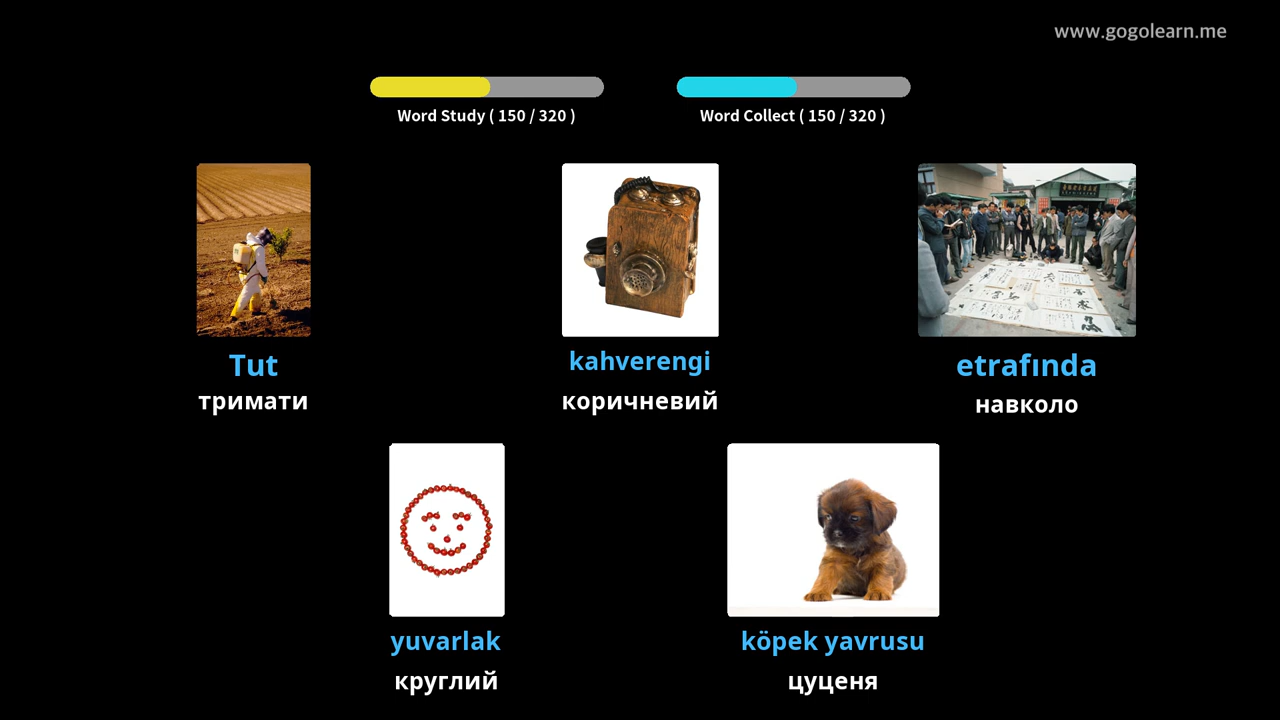 www.gogolearn.me
Word Study ( 150 / 320 )
Word Collect ( 150 / 320 )
Tut
тримати
kahverengi
коричневий
etrafında
навколо
yuvarlak
круглий
köpek yavrusu
цуценя